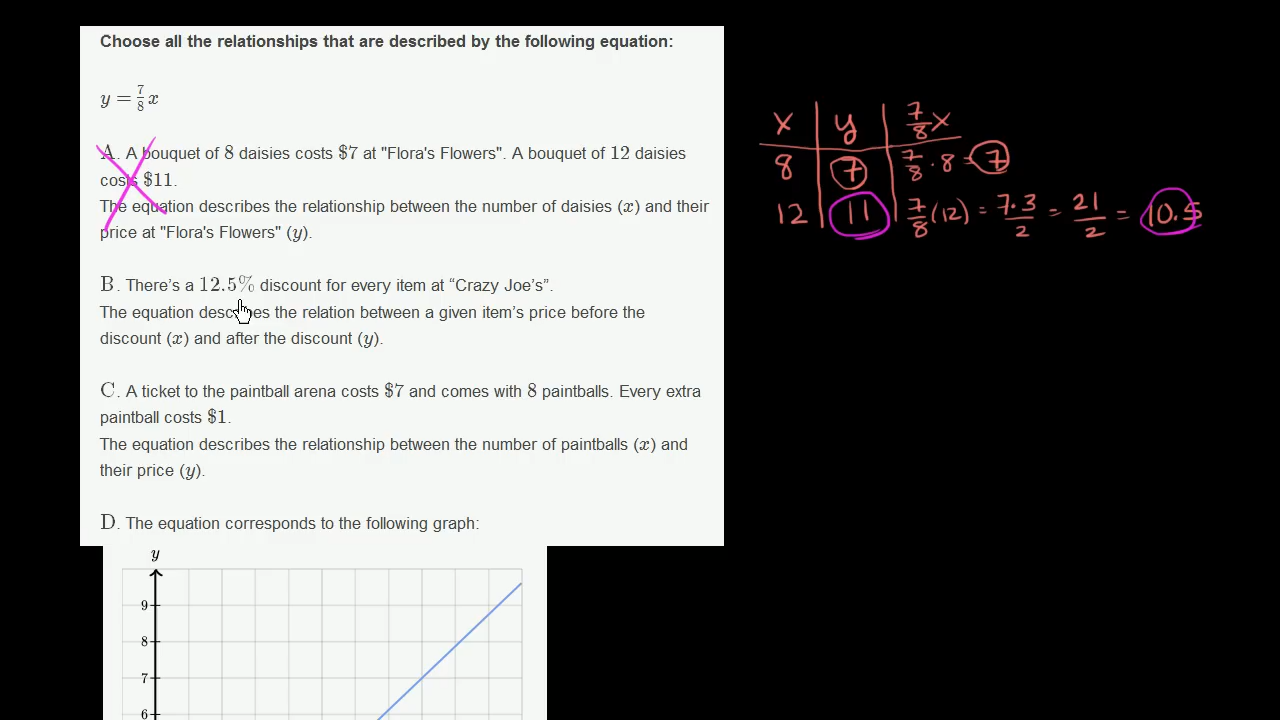 Choose all the relationships that are described by the following equation:
y = 7/8 x
A. A bouquet of 8 daisies costs $7 at "Flora's Flowers". A bouquet of 12 daisies
costs $11.
The equation describes the relationship between the number of daisies (x) and their
price at "Flora's Flowers" (y).
B. There's a 12.5% discount for every item at “Crazy Joe's”.
The equation describes the relation between a given item's price before the
discount (x) and after the discount (y).
C. A ticket to the paintball arena costs $7 and comes with 8 paintballs. Every extra
paintball costs $1.
The equation describes the relationship between the number of paintballs (x) and
their price (y).
D. The equation corresponds to the following graph:
y
9
8
7
6
x y 7/8 x
8 7 7/8 · 8 = 7
12 11 7/8 (12) = 7·3/2 = 21/2 = 10.5